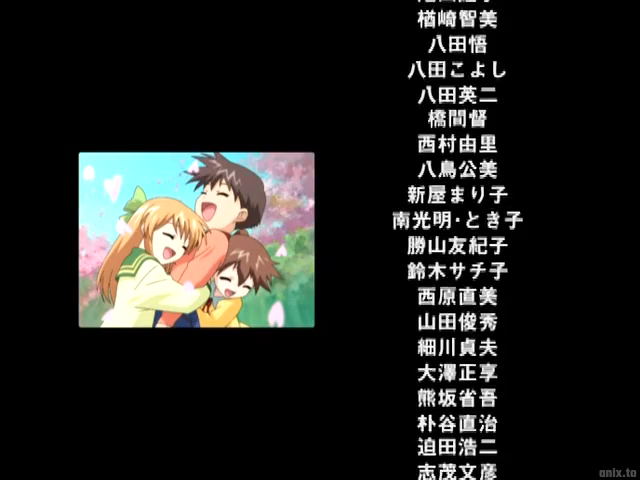 楢崎智美
八田悟
八田こよし
八田英二
橋間督
西村由里
八鳥公美
新屋まり子
南光明・とき子
勝山友紀子
鈴木サチ子
西原直美
山田俊秀
細川貞夫
大澤正享
熊坂省吾
朴谷直治
迫田浩二
志茂文彦
anix.to